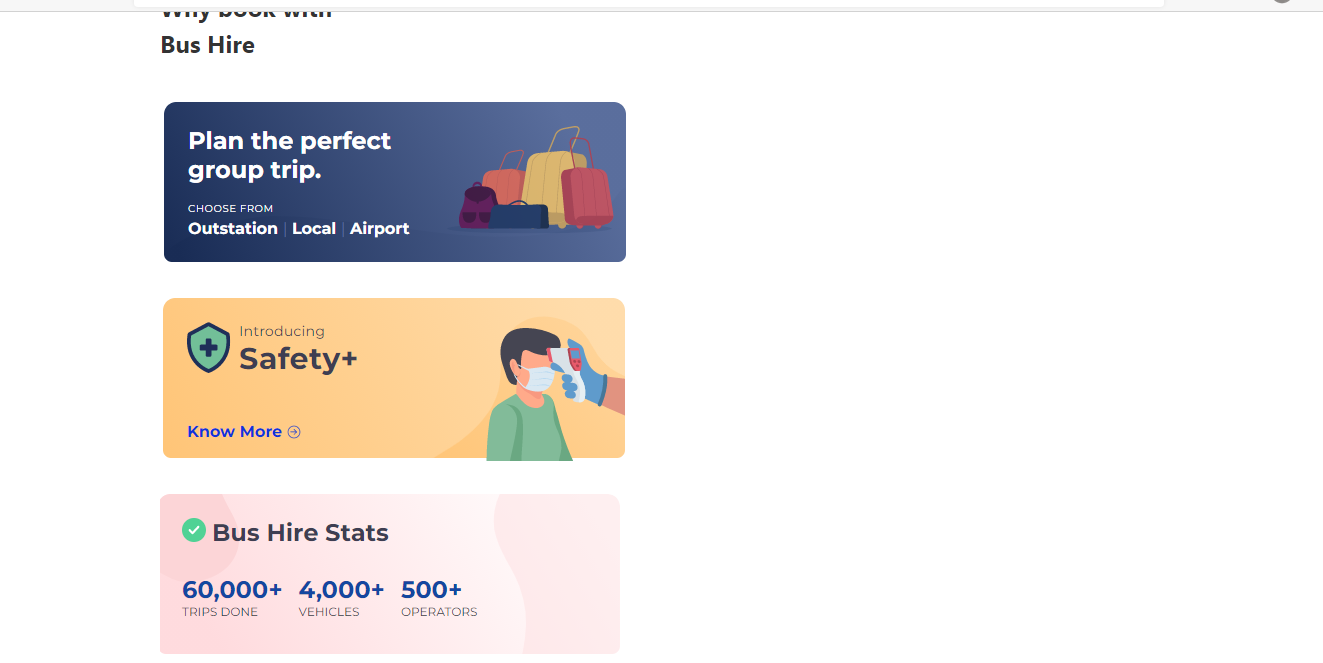 Why book with
Bus Hire
Plan the perfect
group trip.
CHOOSE FROM
Outstation | Local | Airport
Introducing
Safety+
Know More
Bus Hire Stats
60,000+ 4,000+ 500+
TRIPS DONE VEHICLES OPERATORS